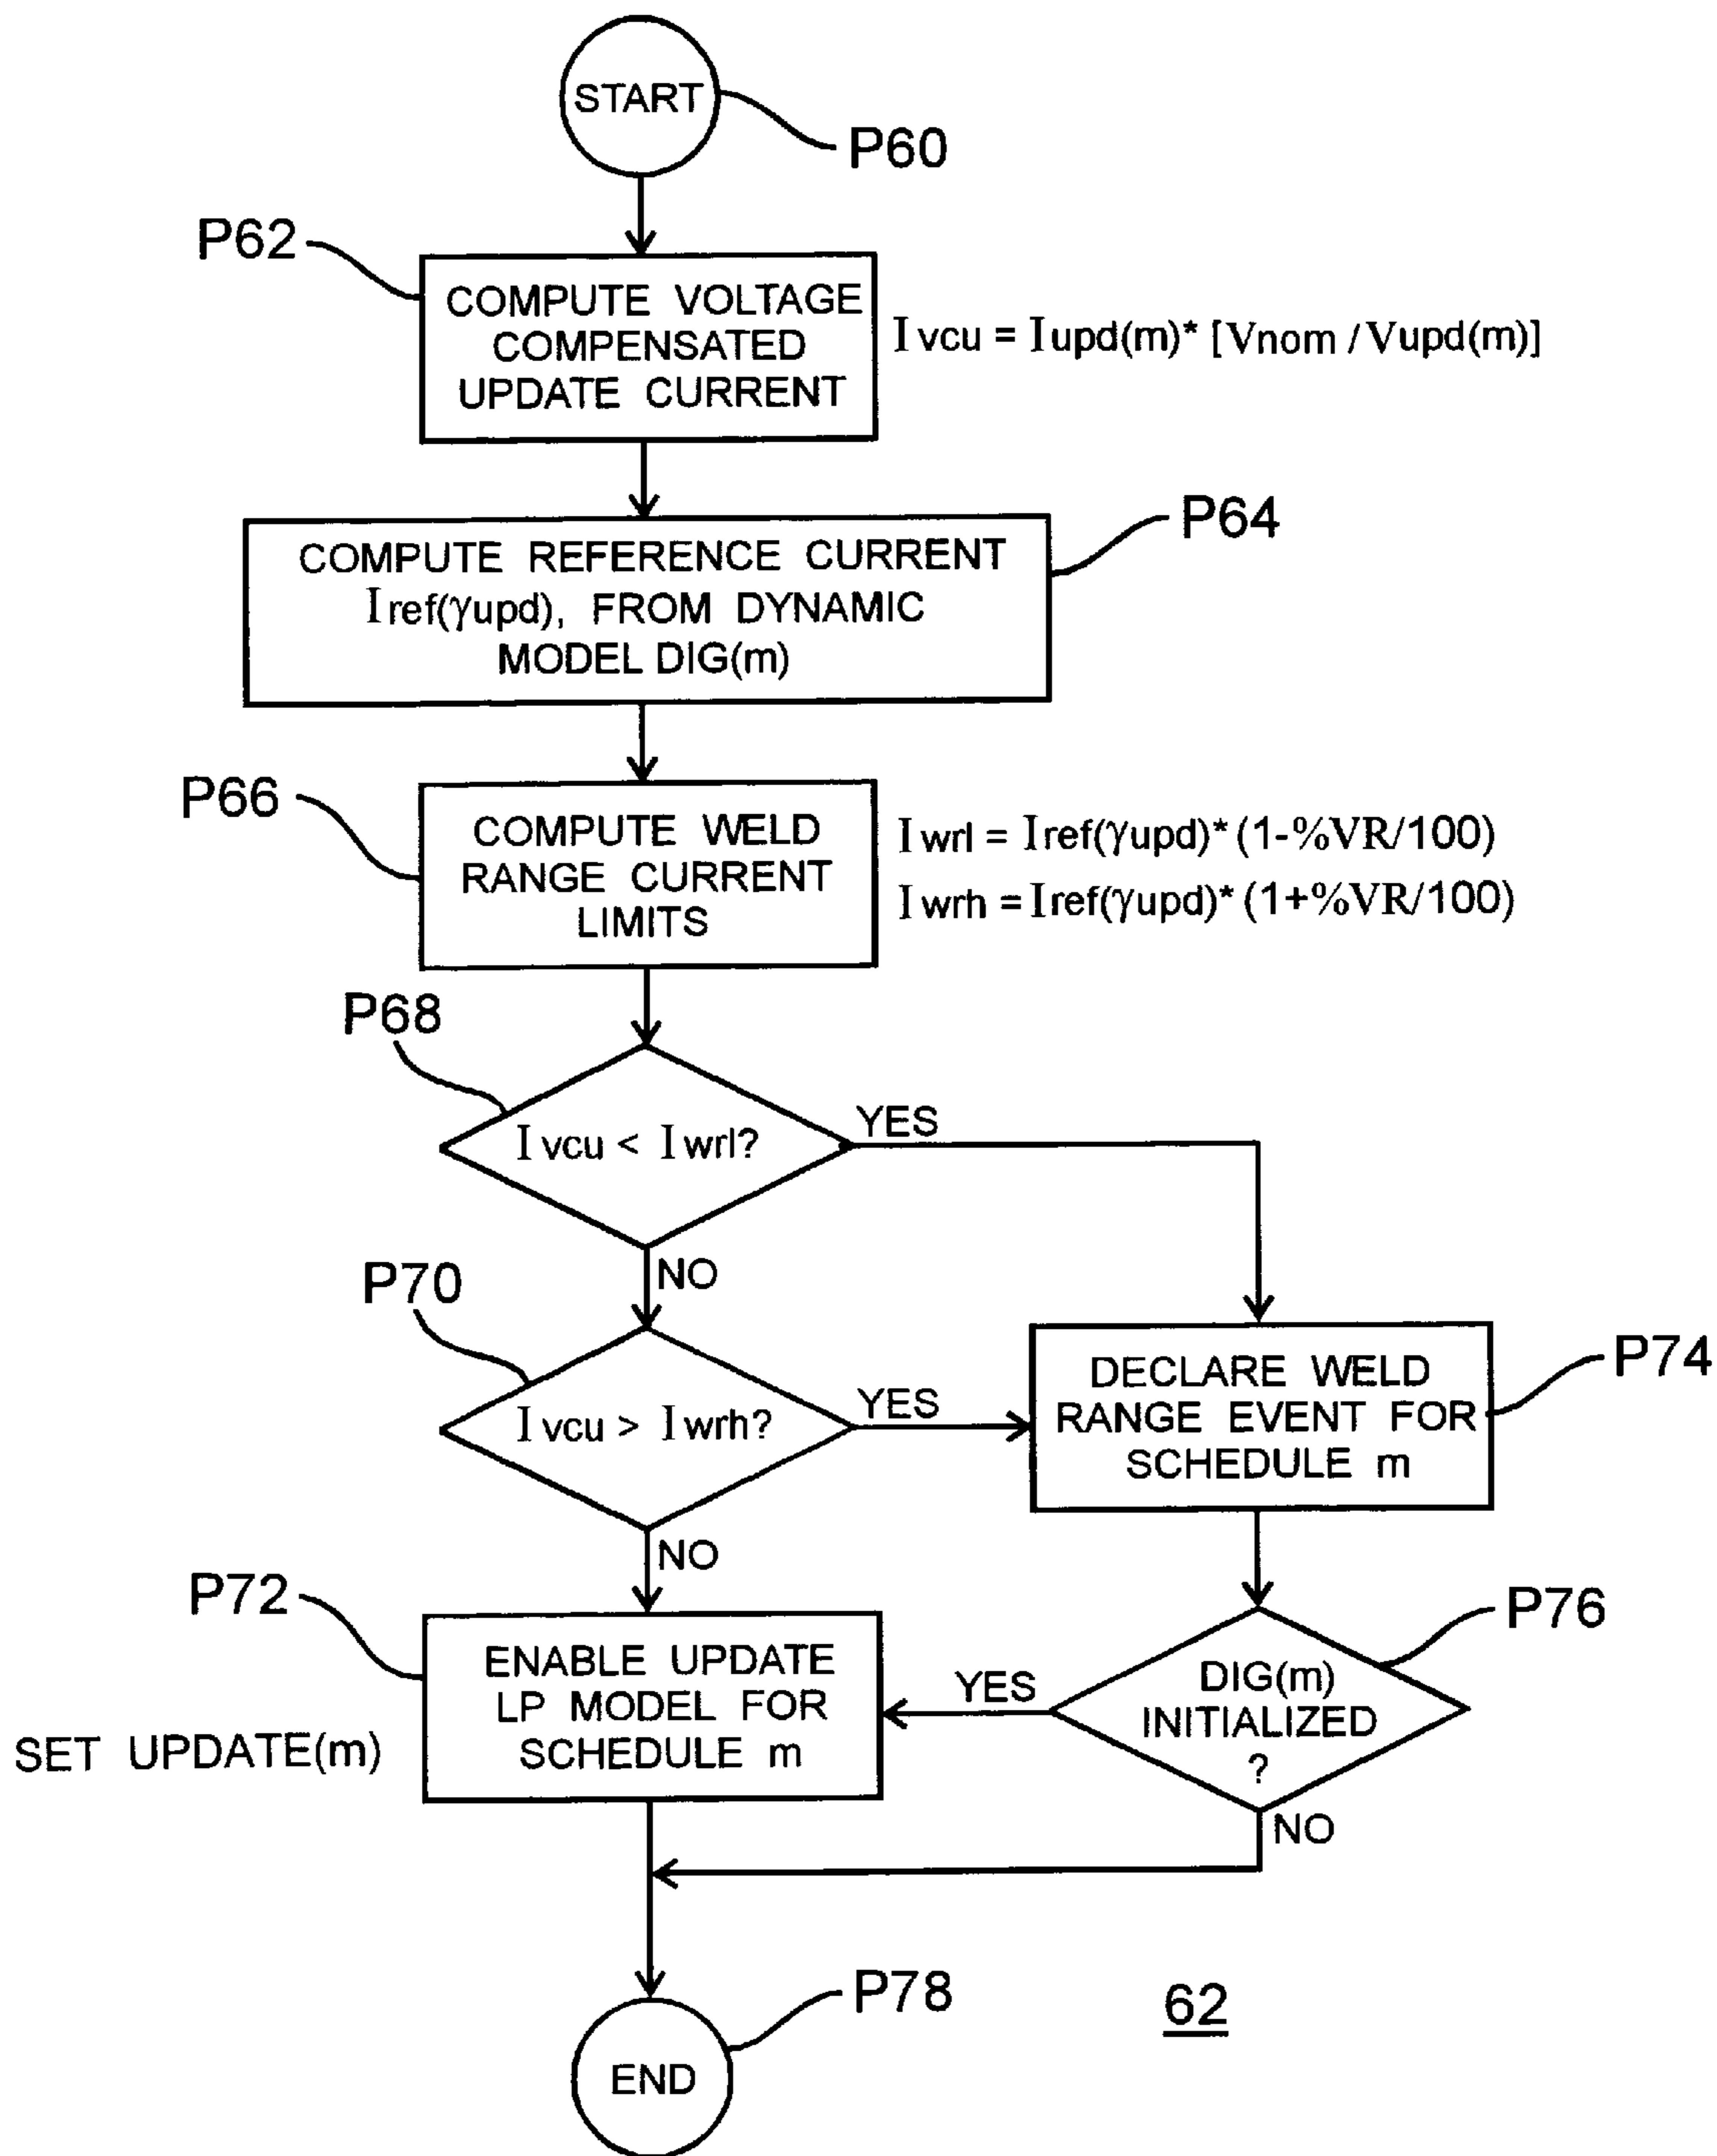 START
P60
P62
COMPUTE VOLTAGE
COMPENSATED
UPDATE CURRENT
Ivcu = Iupd(m)* [Vnom / Vupd(m)]
P64
COMPUTE REFERENCE CURRENT
Iref(γupd), FROM DYNAMIC
MODEL DIG(m)
P66
COMPUTE WELD
RANGE CURRENT
LIMITS
Iwrl = Iref(γupd)* (1-%VR/100)
Iwrh = Iref(γupd)* (1+%VR/100)
P68
Ivcu < Iwrl?
YES
NO
P70
Ivcu > Iwrh?
YES
NO
DECLARE WELD
RANGE EVENT FOR
SCHEDULE m
P74
P72
ENABLE UPDATE
LP MODEL FOR
SCHEDULE m
SET UPDATE(m)
YES
DIG(m)
INITIALIZED
?
P76
NO
P78
END
62